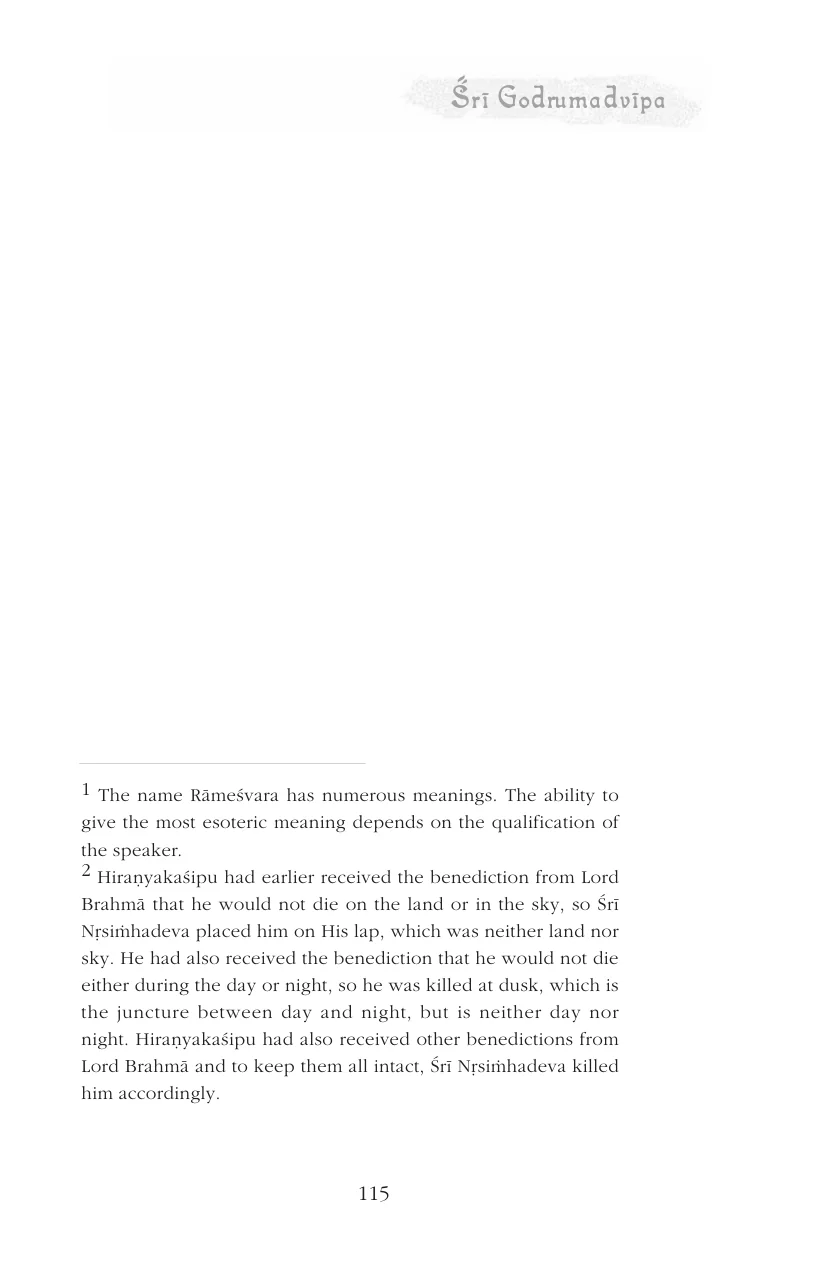 Śrī Godrumadvīpa
1 The name Rāmeśvara has numerous meanings. The ability to
give the most esoteric meaning depends on the qualification of
the speaker.
2 Hiraṇyakaśipu had earlier received the benediction from Lord
Brahmā that he would not die on the land or in the sky, so Śrī
Nṛsiṁhadeva placed him on His lap, which was neither land nor
sky. He had also received the benediction that he would not die
either during the day or night, so he was killed at dusk, which is
the juncture between day and night, but is neither day nor
night. Hiraṇyakaśipu had also received other benedictions from
Lord Brahmā and to keep them all intact, Śrī Nṛsiṁhadeva killed
him accordingly.
115